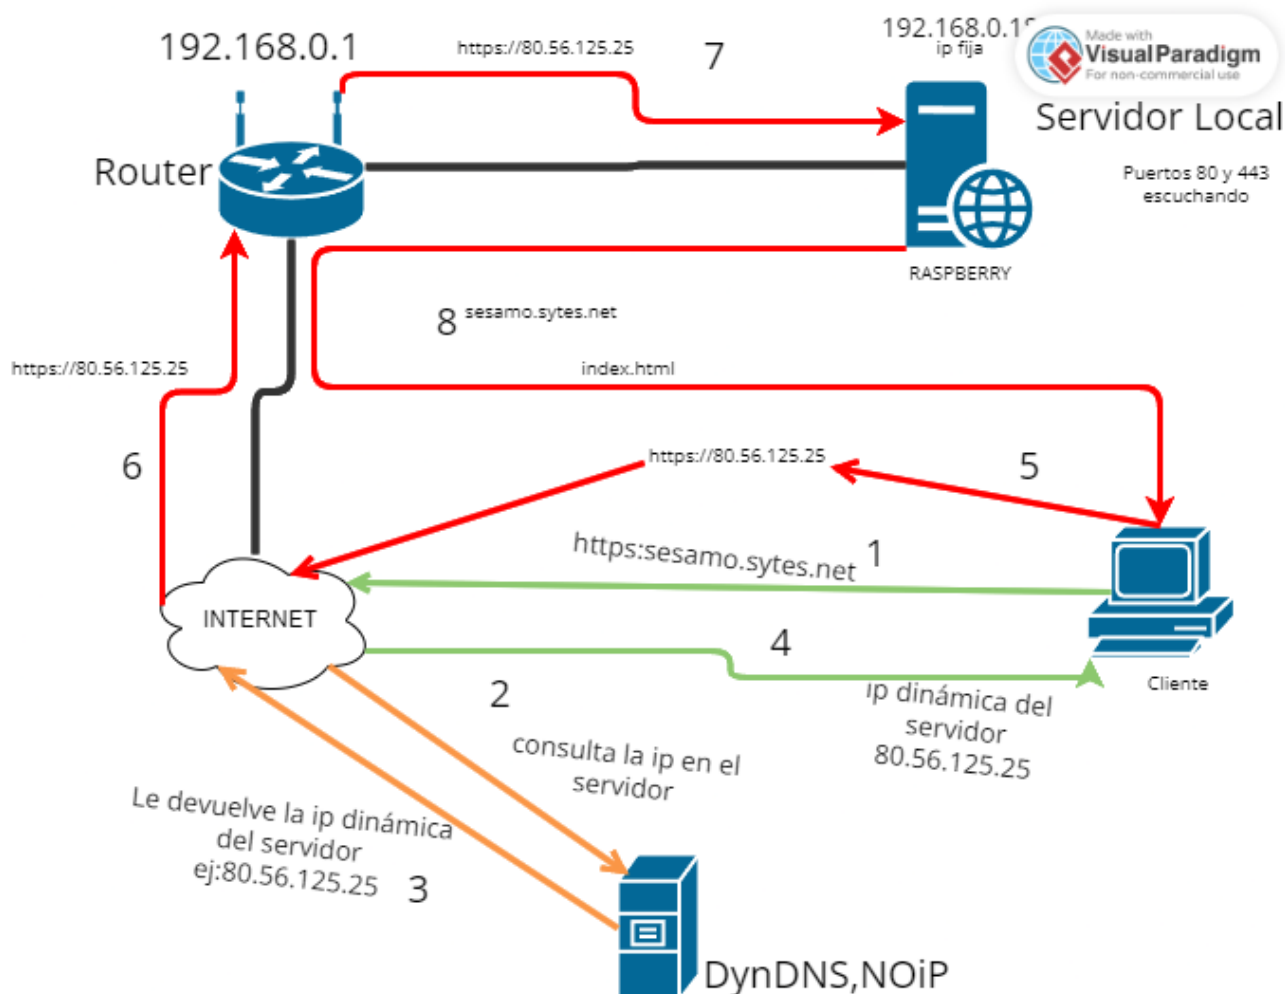 192.168.0.1
https://80.56.125.25
7
ip fija
Made with
Visual Paradigm
For non-commercial use
Servidor Local
Router
Puertos 80 y 443
escuchando
RASPBERRY
8
sesamo.sytes.net
https://80.56.125.25
index.html
6
https://80.56.125.25
5
https:sesamo.sytes.net
1
INTERNET
4
2
Cliente
ip dinámica del
servidor
80.56.125.25
consulta la ip en el
servidor
Le devuelve la ip dinámica
del servidor
ej:80.56.125.25
3
DynDNS,NOiP